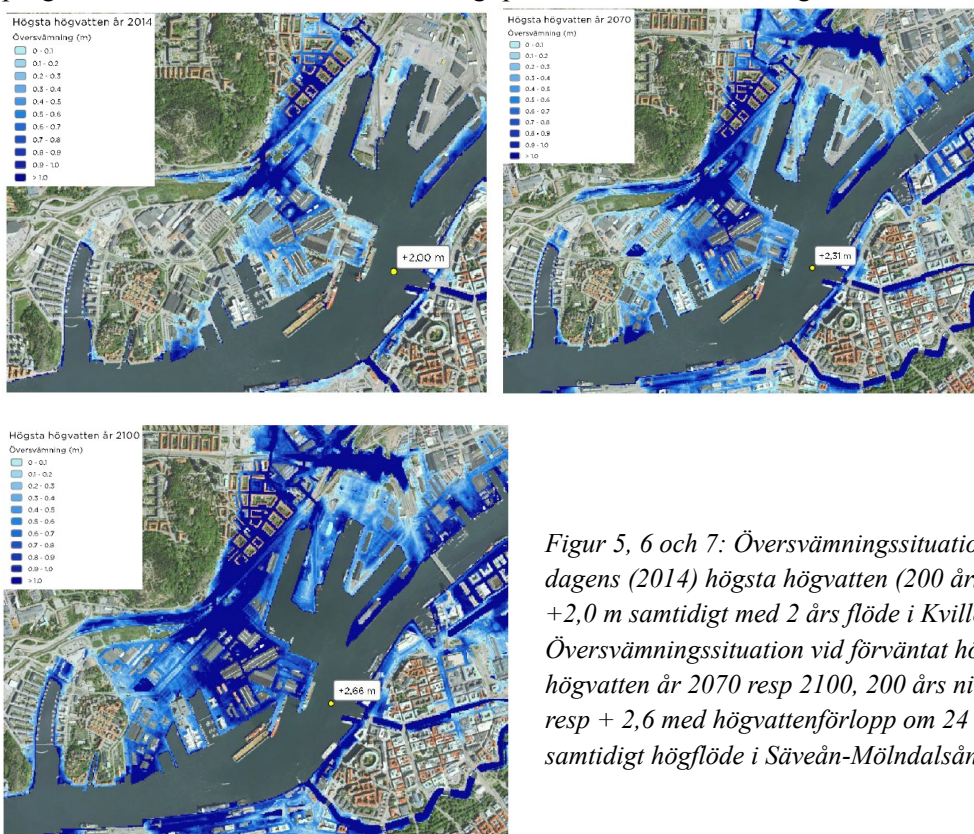 Högsta högvatten år 2014
Översvämning (m)
0 - 0.1
0.1 - 0.2
0.2 - 0.3
0.3 - 0.4
0.4 - 0.5
0.5 - 0.6
0.6 - 0.7
0.7 - 0.8
0.8 - 0.9
0.9 - 1.0
> 1.0
+2,00 m
Högsta högvatten år 2070
Översvämning (m)
0 - 0.1
0.1 - 0.2
0.2 - 0.3
0.3 - 0.4
0.4 - 0.5
0.5 - 0.6
0.6 - 0.7
0.7 - 0.8
0.8 - 0.9
0.9 - 1.0
> 1.0
+2,31 m
Högsta högvatten år 2100
Översvämning (m)
0 - 0.1
0.1 - 0.2
0.2 - 0.3
0.3 - 0.4
0.4 - 0.5
0.5 - 0.6
0.6 - 0.7
0.7 - 0.8
0.8 - 0.9
0.9 - 1.0
> 1.0
+2,66 m
Figur 5, 6 och 7: Översvämningssituatio
dagens (2014) högsta högvatten (200 år
+2,0 m samtidigt med 2 års flöde i Kvill
Översvämningssituation vid förväntat hö
högvatten år 2070 resp 2100, 200 års ni
resp + 2,6 med högvattenförlopp om 24
samtidigt högflöde i Säveån-Mölndalsån